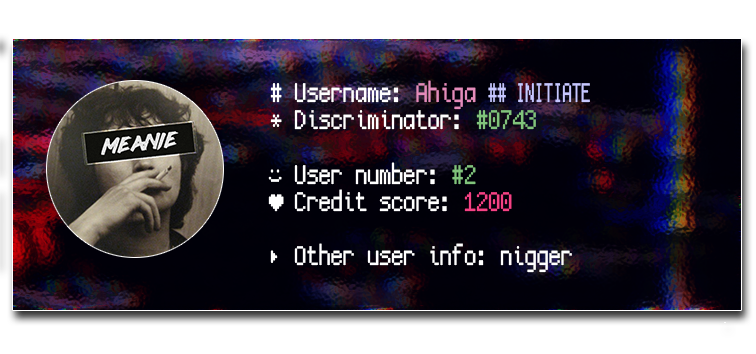 MEANIE
# Username: Ahiga ## INITIATE
* Discriminator: #0743
User number: #2
♥ Credit score: 1200
Other user info: nigger